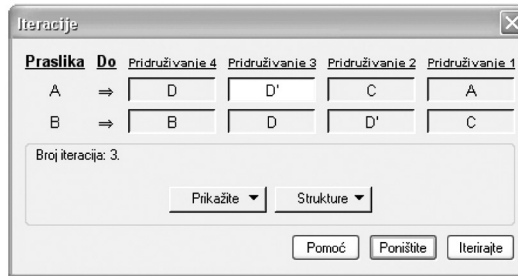 Iteracije
Praslika Do Pridruživanje 4 Pridruživanje 3 Pridruživanje 2 Pridruživanje 1
A ⇒ D D' C A
B ⇒ B D D' C
Broj iteracija: 3.
Prikažite Strukture
Pomoć Poništite Iterirajte